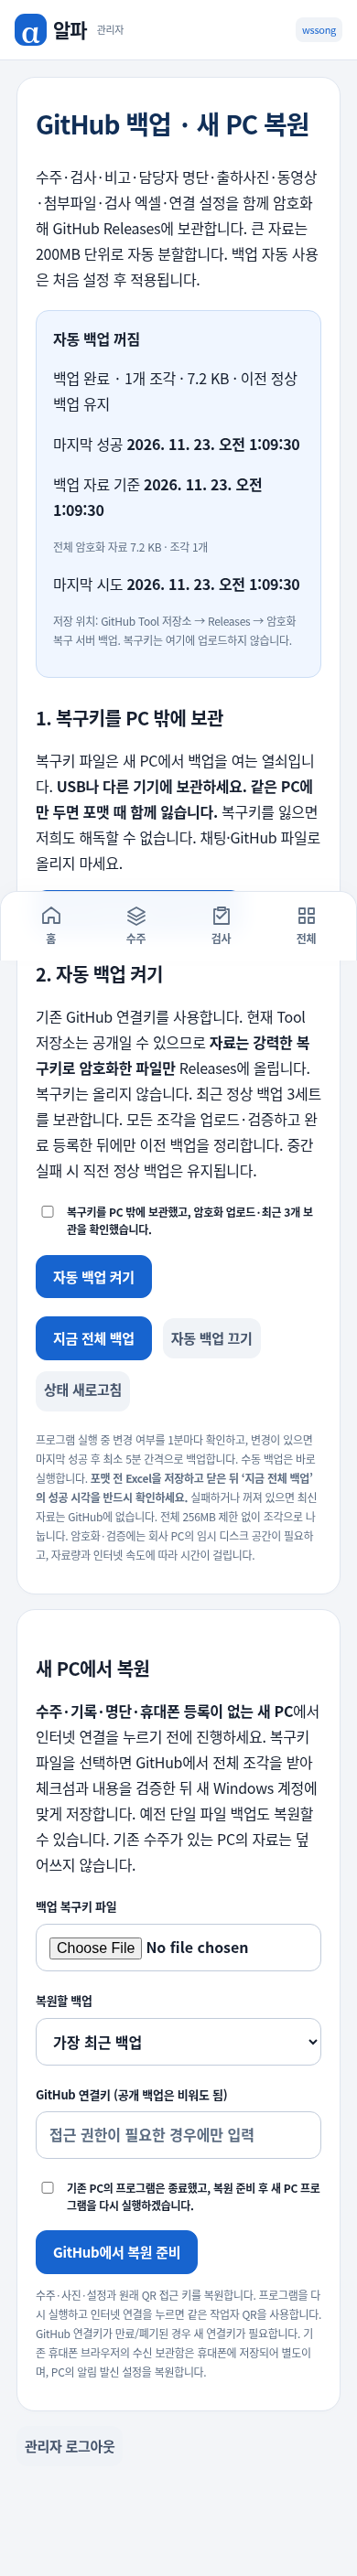 α 알파 관리자 wssong
GitHub 백업 · 새 PC 복원
수주·검사·비고·담당자 명단·출하사진·동영상
·첨부파일·검사 엑셀·연결 설정을 함께 암호화
해 GitHub Releases에 보관합니다. 큰 자료는
200MB 단위로 자동 분할합니다. 백업 자동 사용
은 처음 설정 후 적용됩니다.
자동 백업 꺼짐
백업 완료 · 1개 조각 · 7.2 KB · 이전 정상
백업 유지
마지막 성공 2026. 11. 23. 오전 1:09:30
백업 자료 기준 2026. 11. 23. 오전
1:09:30
전체 암호화 자료 7.2 KB · 조각 1개
마지막 시도 2026. 11. 23. 오전 1:09:30
저장 위치: GitHub Tool 저장소 → Releases → 암호화
복구 서버 백업. 복구키는 여기에 업로드하지 않습니다.
1. 복구키를 PC 밖에 보관
복구키 파일은 새 PC에서 백업을 여는 열쇠입니
다. USB나 다른 기기에 보관하세요. 같은 PC에
만 두면 포맷 때 함께 잃습니다. 복구키를 잃으면
저희도 해독할 수 없습니다. 채팅·GitHub 파일로
올리지 마세요.
홈 수주 검사 전체
2. 자동 백업 켜기
기존 GitHub 연결키를 사용합니다. 현재 Tool
저장소는 공개일 수 있으므로 자료는 강력한 복
구키로 암호화한 파일만 Releases에 올립니다.
복구키는 올리지 않습니다. 최근 정상 백업 3세트
를 보관합니다. 모든 조각을 업로드·검증하고 완
료 등록한 뒤에만 이전 백업을 정리합니다. 중간
실패 시 직전 정상 백업은 유지됩니다.
복구키를 PC 밖에 보관했고, 암호화 업로드·최근 3개 보
관을 확인했습니다.
자동 백업 켜기
지금 전체 백업 자동 백업 끄기
상태 새로고침
프로그램 실행 중 변경 여부를 1분마다 확인하고, 변경이 있으면
마지막 성공 후 최소 5분 간격으로 백업합니다. 수동 백업은 바로
실행합니다. 포맷 전 Excel을 저장하고 닫은 뒤 ‘지금 전체 백업’
의 성공 시각을 반드시 확인하세요. 실패하거나 꺼져 있으면 최신
자료는 GitHub에 없습니다. 전체 256MB 제한 없이 조각으로 나
눕니다. 암호화·검증에는 회사 PC의 임시 디스크 공간이 필요하
고, 자료량과 인터넷 속도에 따라 시간이 걸립니다.
새 PC에서 복원
수주·기록·명단·휴대폰 등록이 없는 새 PC에서
인터넷 연결을 누르기 전에 진행하세요. 복구키
파일을 선택하면 GitHub에서 전체 조각을 받아
체크섬과 내용을 검증한 뒤 새 Windows 계정에
맞게 저장합니다. 예전 단일 파일 백업도 복원할
수 있습니다. 기존 수주가 있는 PC의 자료는 덮
어쓰지 않습니다.
백업 복구키 파일
Choose File No file chosen
복원할 백업
가장 최근 백업
GitHub 연결키 (공개 백업은 비워도 됨)
접근 권한이 필요한 경우에만 입력
기존 PC의 프로그램은 종료했고, 복원 준비 후 새 PC 프로
그램을 다시 실행하겠습니다.
GitHub에서 복원 준비
수주·사진·설정과 원래 QR 접근 키를 복원합니다. 프로그램을 다
시 실행하고 인터넷 연결을 누르면 같은 작업자 QR을 사용합니다.
GitHub 연결키가 만료/폐기된 경우 새 연결키가 필요합니다. 기
존 휴대폰 브라우저의 수신 보관함은 휴대폰에 저장되어 별도이
며, PC의 알림 발신 설정을 복원합니다.
관리자 로그아웃